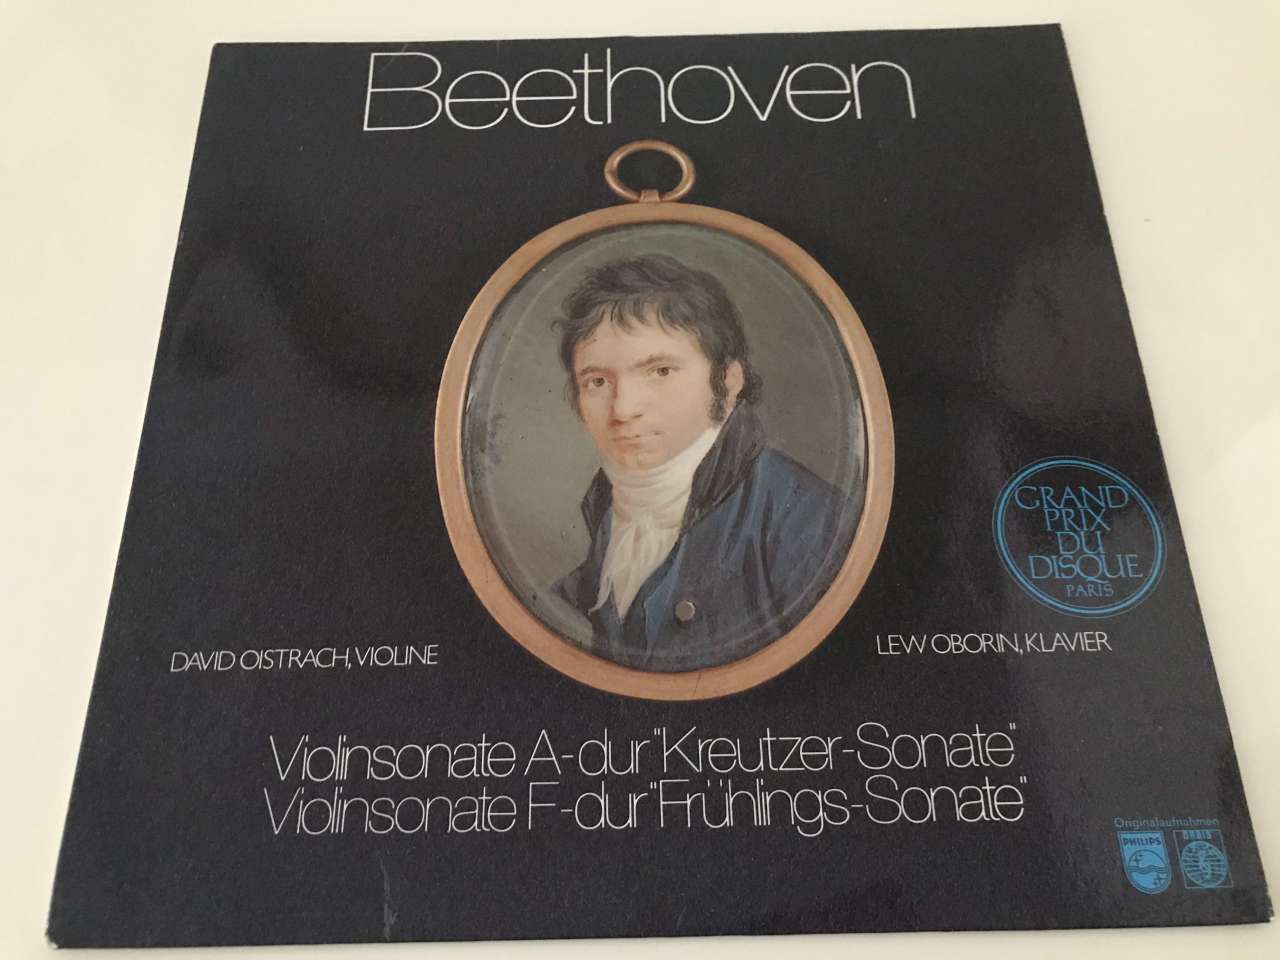 Beethoven
GRAND
PRIX
DU
DISQUE
PARIS
DAVID OISTRACH, VIOLINE
LEW OBORIN, KLAVIER
Violinsonate A-dur "Kreutzer-Sonate"
Violinsonate F-dur "Frühlings-Sonate"
Originalaufnahmen
PHILIPS
ORBIS